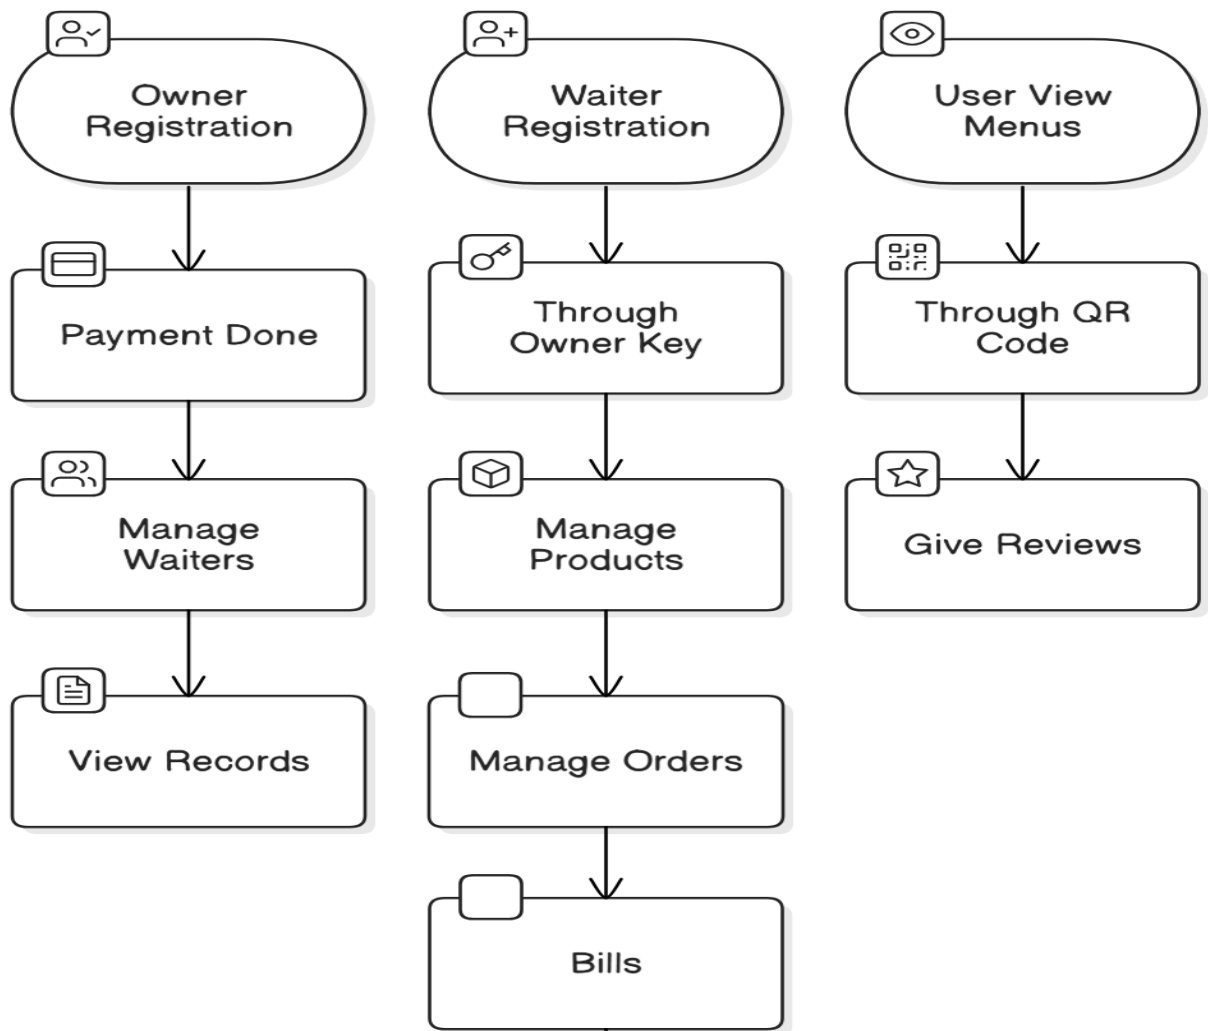 Owner
Registration
Payment Done
Manage
Waiters
View Records
Waiter
Registration
Through
Owner Key
Manage
Products
Manage Orders
Bills
User View
Menus
Through QR
Code
Give Reviews